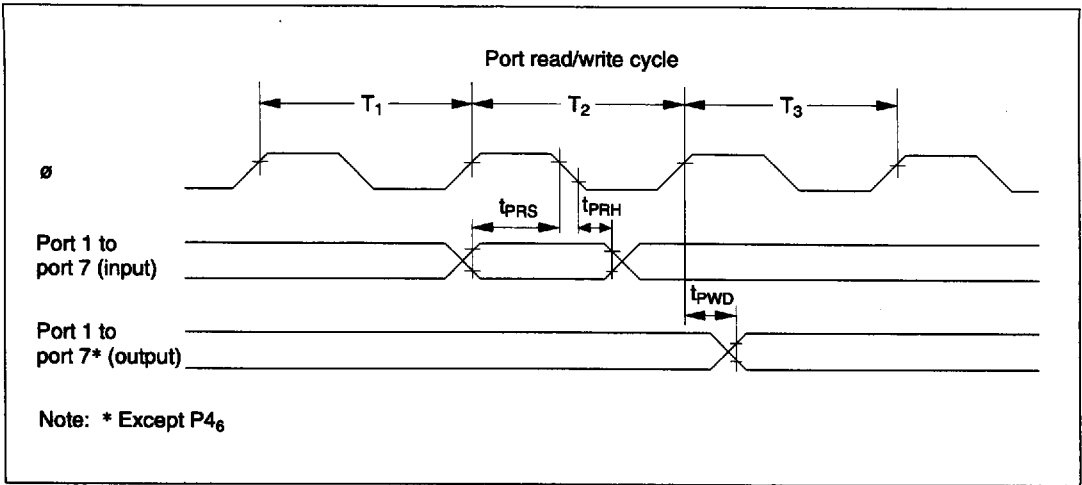 Port read/write cycle
T₁ T₂ T₃
ø
tPRS tPRH
Port 1 to
port 7 (input)
tPWD
Port 1 to
port 7* (output)
Note: * Except P4₆